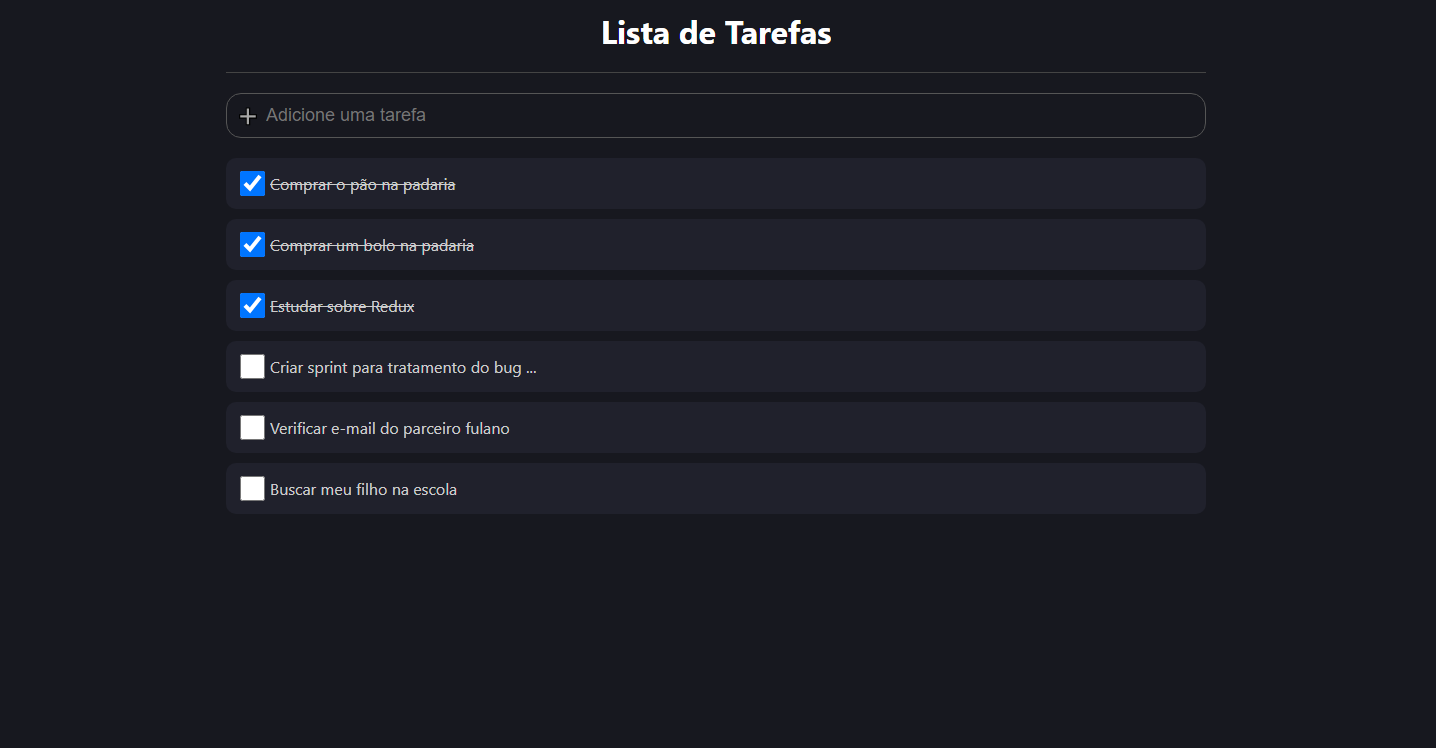 Lista de Tarefas
Adicione uma tarefa
Comprar o pão na padaria
Comprar um bolo na padaria
Estudar sobre Redux
Criar sprint para tratamento do bug ...
Verificar e-mail do parceiro fulano
Buscar meu filho na escola